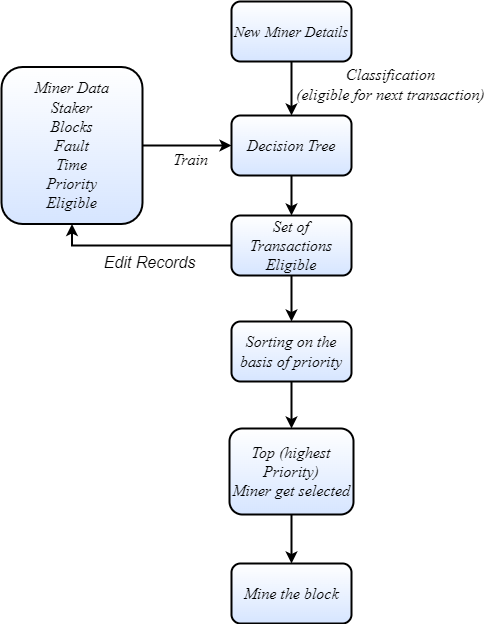 New Miner Details
Classification
(eligible for next transaction)
Miner Data
Staker
Blocks
Fault
Time
Priority
Eligible
Train
Decision Tree
Set of
Transactions
Eligible
Edit Records
Sorting on the
basis of priority
Top (highest
Priority)
Miner get selected
Mine the block